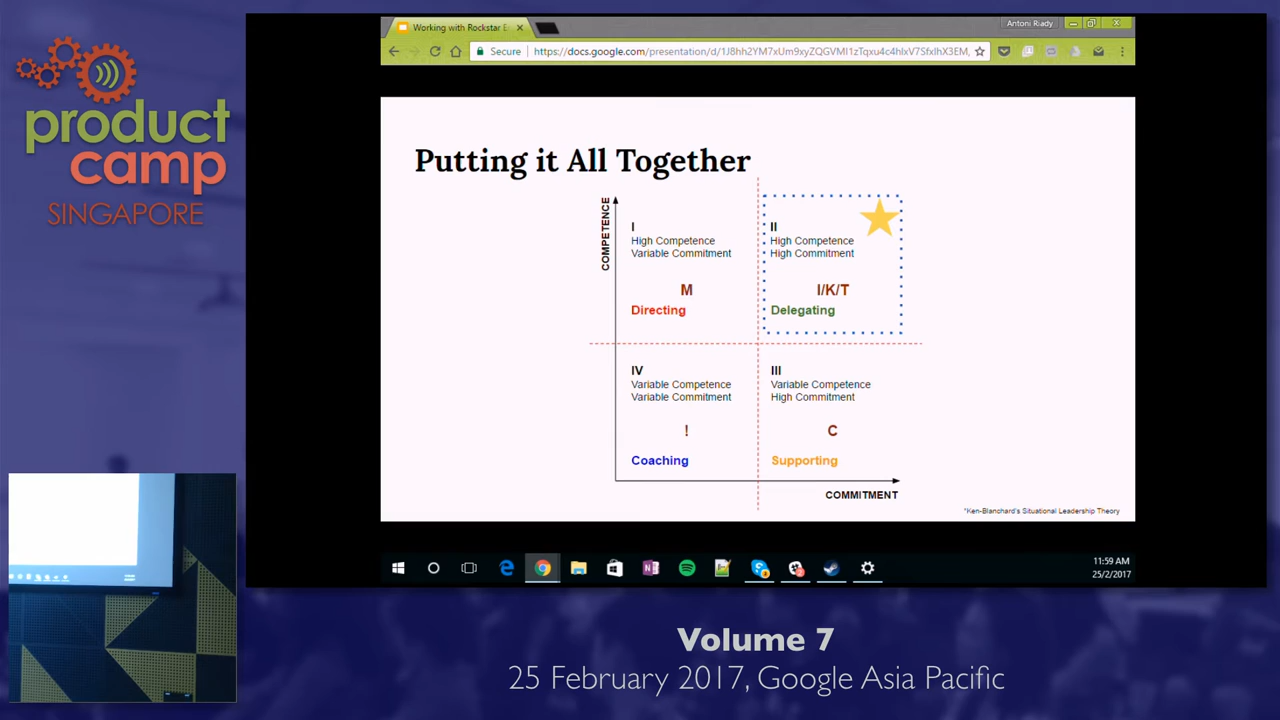 product
camp
SINGAPORE
Working with Rockstar E
Antoni Riady
Secure
https://docs.google.com/presentation/d/1J8hh2YM7xUm9xyZQGVMI1zTqxu4c4hlxV7SfxIhX3EM
Putting it All Together
COMPETENCE
I
High Competence
Variable Commitment
M
Directing
II
High Competence
High Commitment
I/K/T
Delegating
IV
Variable Competence
Variable Commitment
!
Coaching
III
Variable Competence
High Commitment
C
Supporting
COMMITMENT
*Ken-Blanchard's Situational Leadership Theory
11:59 AM
25/2/2017
Volume 7
25 February 2017, Google Asia Pacific